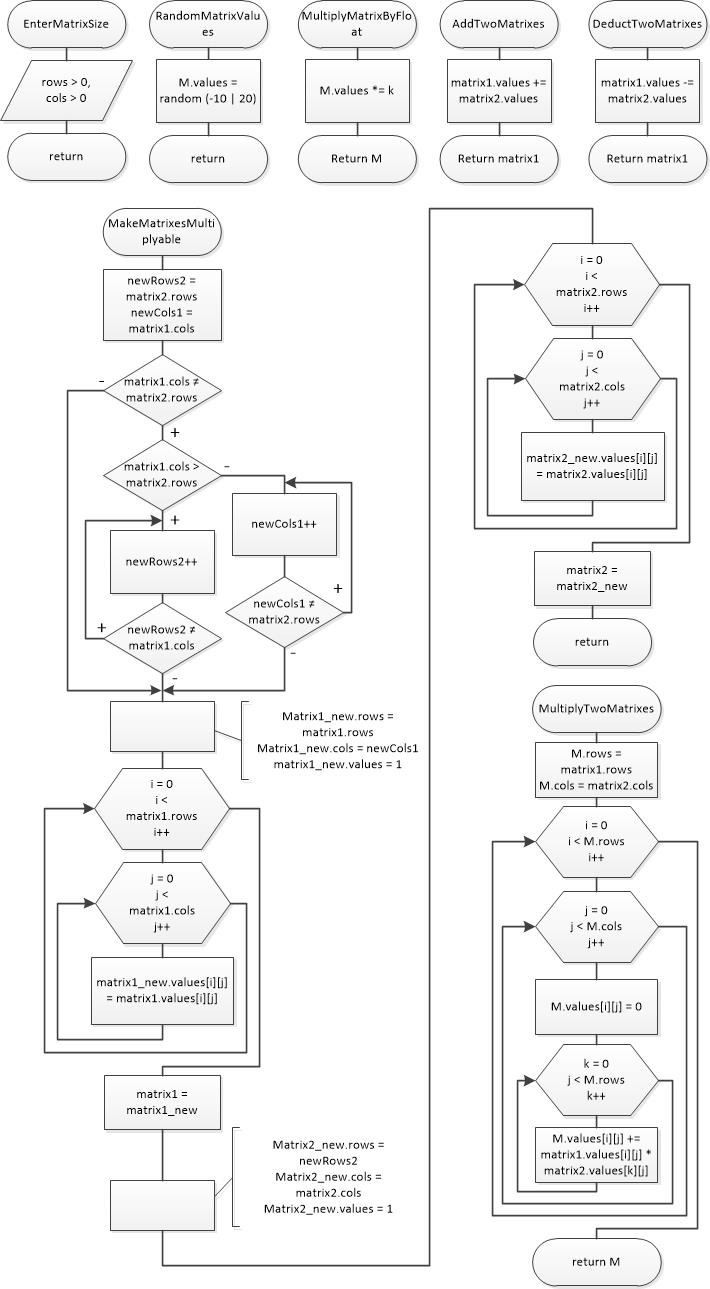 EnterMatrixSize
rows > 0,
cols > 0
return
RandomMatrixValu
es
M.values =
random (-10 | 20)
return
MultiplyMatrixByFlo
at
M.values *= k
Return M
AddTwoMatrixes
matrix1.values +=
matrix2.values
Return matrix1
DeductTwoMatrixes
matrix1.values -=
matrix2.values
Return matrix1
MakeMatrixesMulti
plyable
newRows2 =
matrix2.rows
newCols1 =
matrix1.cols
matrix1.cols ≠
matrix2.rows
-
+
matrix1.cols >
matrix2.rows
-
+
newRows2++
newRows2 ≠
matrix1.cols
+
-
newCols1++
newCols1 ≠
matrix2.rows
+
-
Matrix1_new.rows =
matrix1.rows
Matrix1_new.cols = newCols1
matrix1_new.values = 1
i = 0
i <
matrix1.rows
i++
j = 0
j <
matrix1.cols
j++
matrix1_new.values[i][j]
= matrix1.values[i][j]
matrix1 =
matrix1_new
Matrix2_new.rows =
newRows2
Matrix2_new.cols =
matrix2.cols
Matrix2_new.values = 1
i = 0
i <
matrix2.rows
i++
j = 0
j <
matrix2.cols
j++
matrix2_new.values[i][j]
= matrix2.values[i][j]
matrix2 =
matrix2_new
return
MultiplyTwoMatrixes
M.rows =
matrix1.rows
M.cols = matrix2.cols
i = 0
i < M.rows
i++
j = 0
j < M.cols
j++
M.values[i][j] = 0
k = 0
j < M.rows
k++
M.values[i][j] +=
matrix1.values[i][j] *
matrix2.values[k][j]
return M